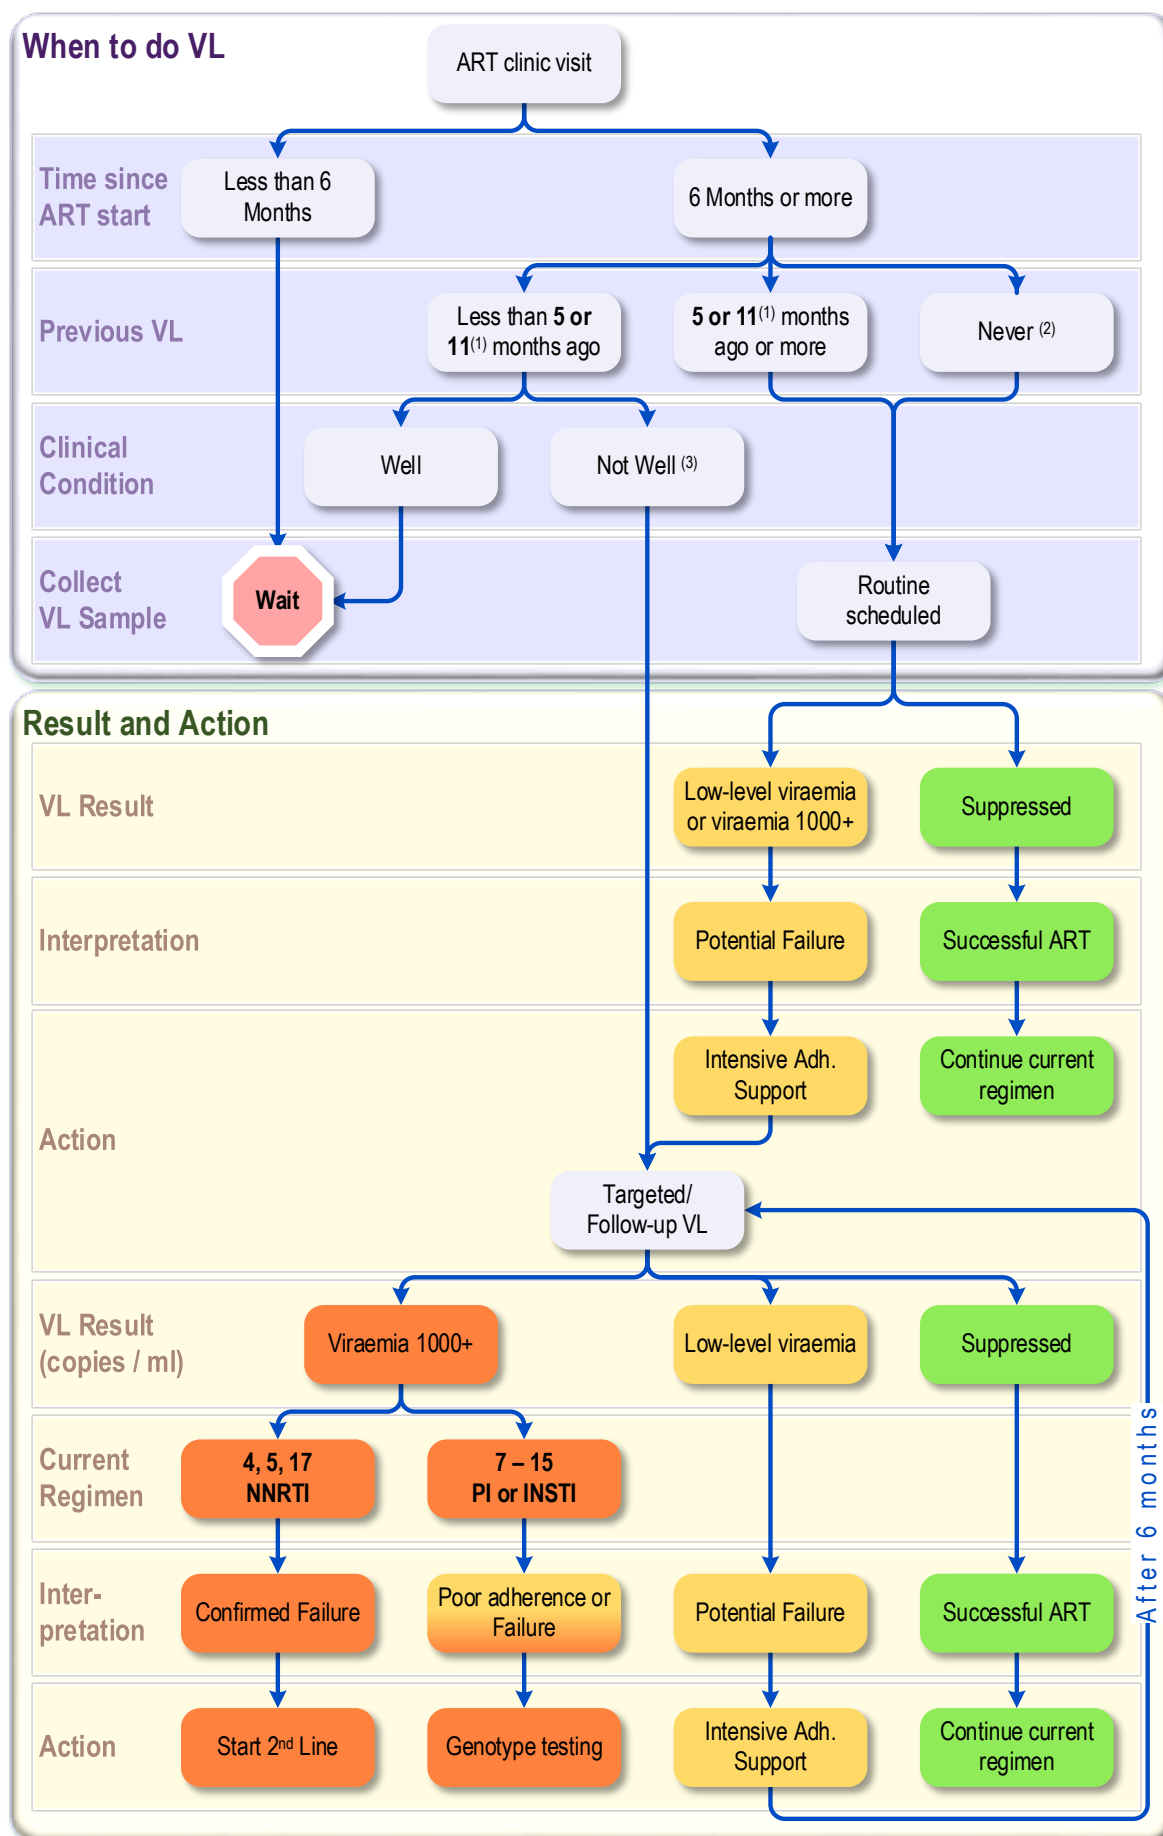 When to do VL
ART clinic visit
Time since
ART start
Less than 6
Months
6 Months or more
Previous VL
Less than 5 or
11(1) months ago
5 or 11(1) months
ago or more
Never (2)
Clinical
Condition
Well
Not Well (3)
Collect
VL Sample
Wait
Routine
scheduled
Result and Action
VL Result
Low-level viraemia
or viraemia 1000+
Suppressed
Interpretation
Potential Failure
Successful ART
Action
Intensive Adh.
Support
Continue current
regimen
Targeted/
Follow-up VL
VL Result
(copies / ml)
Viraemia 1000+
Low-level viraemia
Suppressed
Current
Regimen
4, 5, 17
NNRTI
7 – 15
PI or INSTI
Inter-
pretation
Confirmed Failure
Poor adherence or
Failure
Potential Failure
Successful ART
Action
Start 2nd Line
Genotype testing
Intensive Adh.
Support
Continue current
regimen
After 6 months